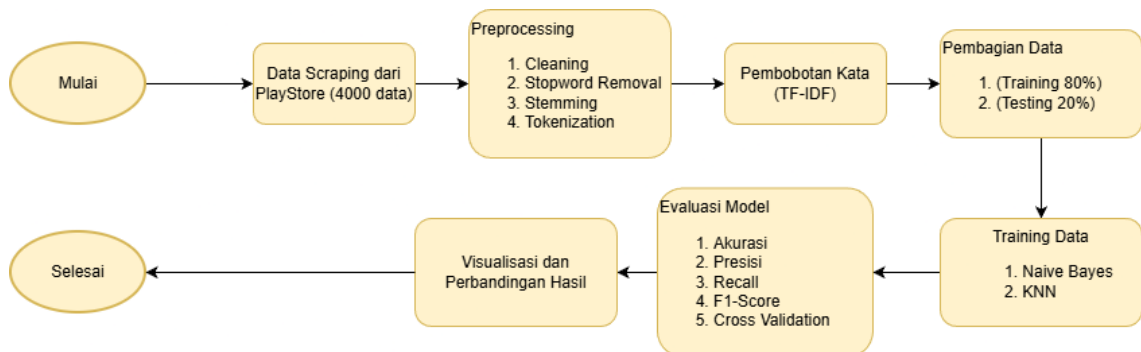 Mulai
Data Scraping dari
PlayStore (4000 data)
Preprocessing
1. Cleaning
2. Stopword Removal
3. Stemming
4. Tokenization
Pembobotan Kata
(TF-IDF)
Pembagian Data
1. (Training 80%)
2. (Testing 20%)
Training Data
1. Naive Bayes
2. KNN
Evaluasi Model
1. Akurasi
2. Presisi
3. Recall
4. F1-Score
5. Cross Validation
Visualisasi dan
Perbandingan Hasil
Selesai